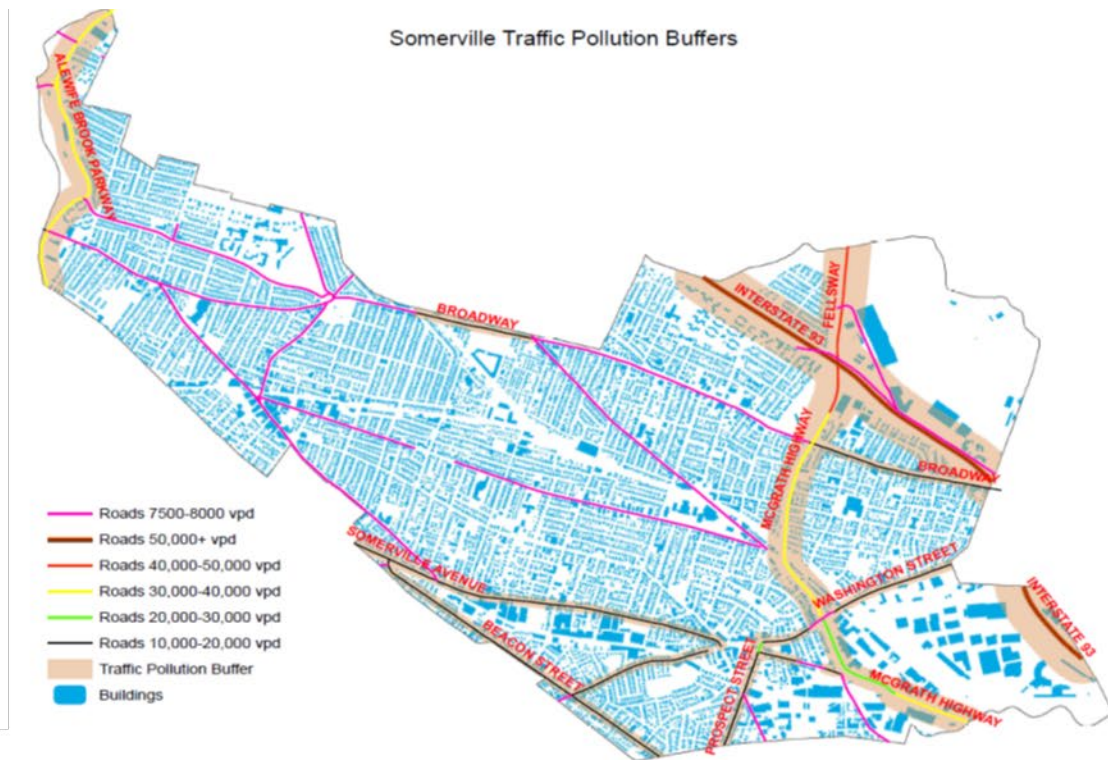 Somerville Traffic Pollution Buffers
ALEWIFE BROOK PARKWAY
BROADWAY
INTERSTATE 93
FELLSWAY
MCGRATH HIGHWAY
BROADWAY
SOMERVILLE AVENUE
BEACON STREET
WASHINGTON STREET
PROSPECT STREET
MCGRATH HIGHWAY
INTERSTATE 93
Roads 7500-8000 vpd
Roads 50,000+ vpd
Roads 40,000-50,000 vpd
Roads 30,000-40,000 vpd
Roads 20,000-30,000 vpd
Roads 10,000-20,000 vpd
Traffic Pollution Buffer
Buildings